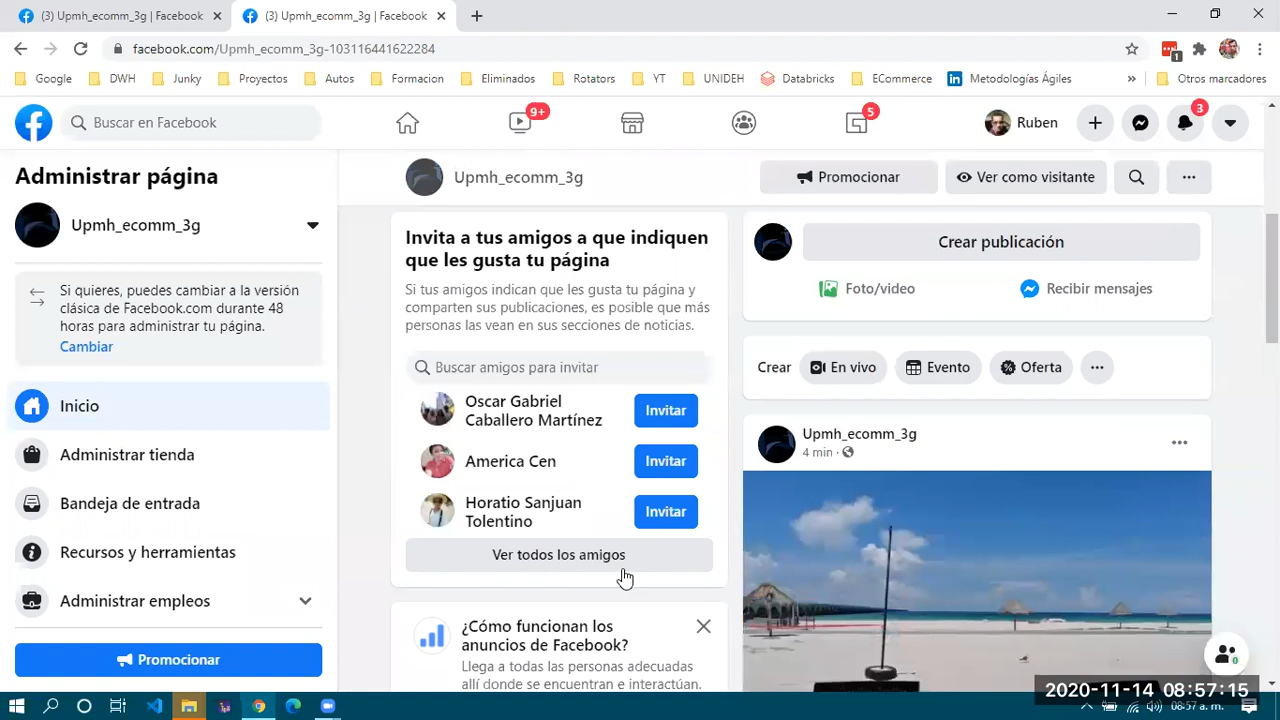 (3) Upmh_ecomm_3g | Facebook
(3) Upmh_ecomm_3g | Facebook
facebook.com/Upmh_ecomm_3g-103116441622284
1
Google
DWH
Junky
Proyectos
Autos
Formacion
Eliminados
Rotators
YT
UNIDEH
Databricks
ECommerce
Metodologías Ágiles
»
Otros marcadores
Buscar en Facebook
9+
5
Ruben
3
Administrar página
Upmh_ecomm_3g
Si quieres, puedes cambiar a la versión
clásica de Facebook.com durante 48
horas para administrar tu página.
Cambiar
Inicio
Administrar tienda
Bandeja de entrada
Recursos y herramientas
Administrar empleos
Promocionar
Upmh_ecomm_3g
Promocionar
Ver como visitante
Invita a tus amigos a que indiquen
que les gusta tu página
Si tus amigos indican que les gusta tu página y
comparten sus publicaciones, es posible que más
personas las vean en sus secciones de noticias.
Buscar amigos para invitar
Oscar Gabriel
Caballero Martínez
Invitar
America Cen
Invitar
Horatio Sanjuan
Tolentino
Invitar
Ver todos los amigos
¿Cómo funcionan los
anuncios de Facebook?
Llega a todas las personas adecuadas
allí donde se encuentran e interactúan.
Crear publicación
Foto/video
Recibir mensajes
Crear
En vivo
Evento
Oferta
Upmh_ecomm_3g
4 min ·
0
2020-11-14 08:57:15
08:57 a. m.